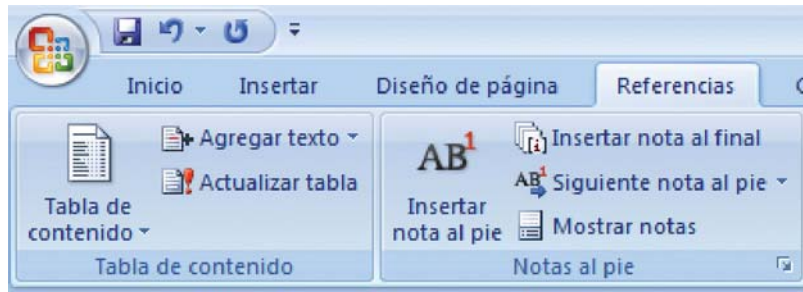 Inicio Insertar Diseño de página Referencias
Agregar texto
Actualizar tabla
Tabla de
contenido
Tabla de contenido
AB1
Insertar
nota al pie
[i] Insertar nota al final
AB1 Siguiente nota al pie
Mostrar notas
Notas al pie